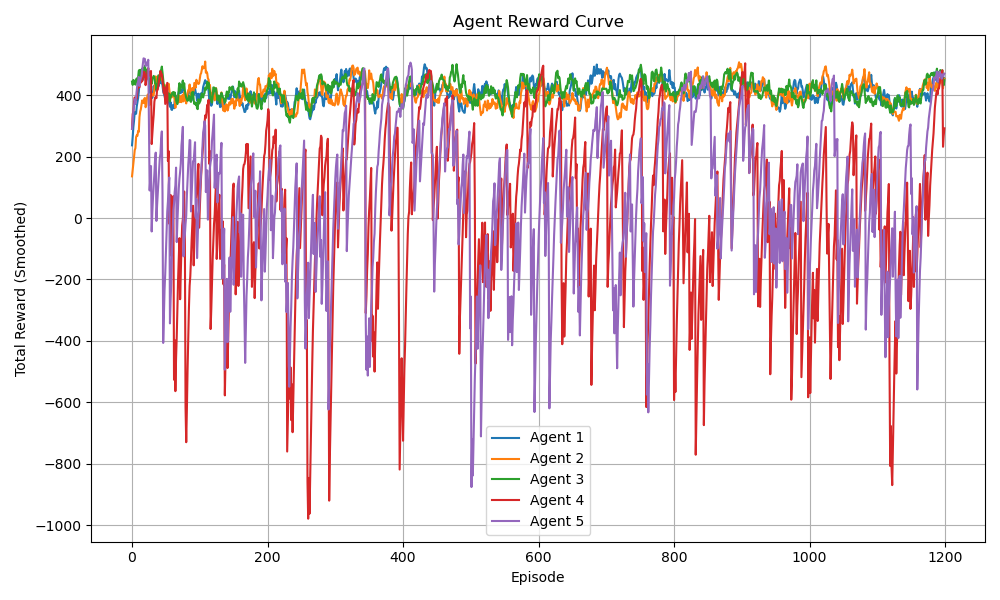 Agent Reward Curve
Total Reward (Smoothed)
400
200
0
−200
−400
−600
−800
−1000
Agent 1
Agent 2
Agent 3
Agent 4
Agent 5
0 200 400 600 800 1000 1200
Episode